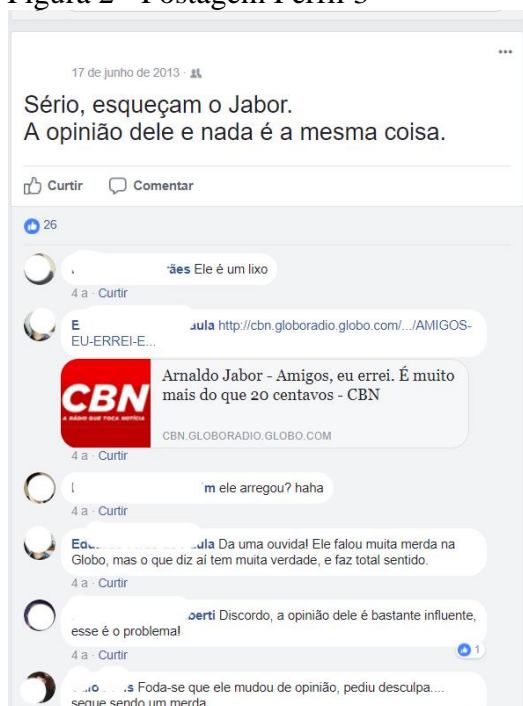 Figura 2 - Postagem Perfil 3
17 de junho de 2013
Sério, esqueçam o Jabor.
A opinião dele e nada é a mesma coisa.
Curtir Comentar
26
Ele é um lixo
4 a · Curtir
http://cbn.globoradio.globo.com/.../AMIGOS-
EU-ERREI-E...
Arnaldo Jabor - Amigos, eu errei. É muito
mais do que 20 centavos - CBN
CBN
A RÁDIO QUE TOCA NOTÍCIA
CBN.GLOBORADIO.GLOBO.COM
4 a · Curtir
ele arregou? haha
4 a · Curtir
Da uma ouvida! Ele falou muita merda na
Globo, mas o que diz aí tem muita verdade, e faz total sentido.
4 a · Curtir
Discordo, a opinião dele é bastante influente,
esse é o problema!
1
4 a · Curtir
Foda-se que ele mudou de opinião, pediu desculpa....
segue sendo um merda